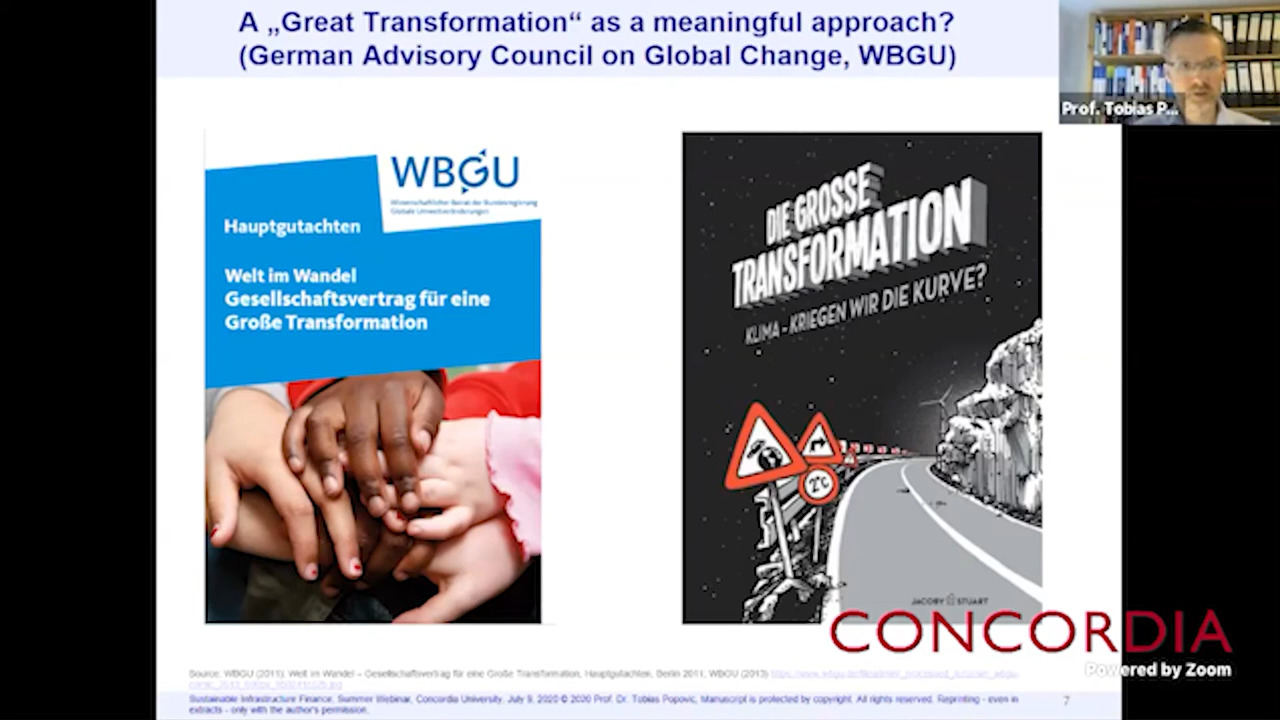 A „Great Transformation“ as a meaningful approach?
(German Advisory Council on Global Change, WBGU)
Prof. Tobias P...
WBGU
Wissenschaftlicher Beirat der Bundesregierung
Globale Umweltveränderungen
Hauptgutachten
Welt im Wandel
Gesellschaftsvertrag für eine
Große Transformation
DIE GROSSE
TRANSFORMATION
KLIMA – KRIEGEN WIR DIE KURVE?
2°C
JACOBY STUART
CONCORDIA
Powered by Zoom
Source: WBGU (2011). Welt im Wandel – Gesellschaftsvertrag für eine Große Transformation, Hauptgutachten, Berlin 2011, WBGU (2013)
Sustainable Infrastructure Finance, Summer Webinar, Concordia University, July 9, 2020 © 2020 Prof. Dr. Tobias Popovic, Manuscript is protected by copyright. All rights reserved. Reprinting - even in
extracts - only with the author's permission.
7